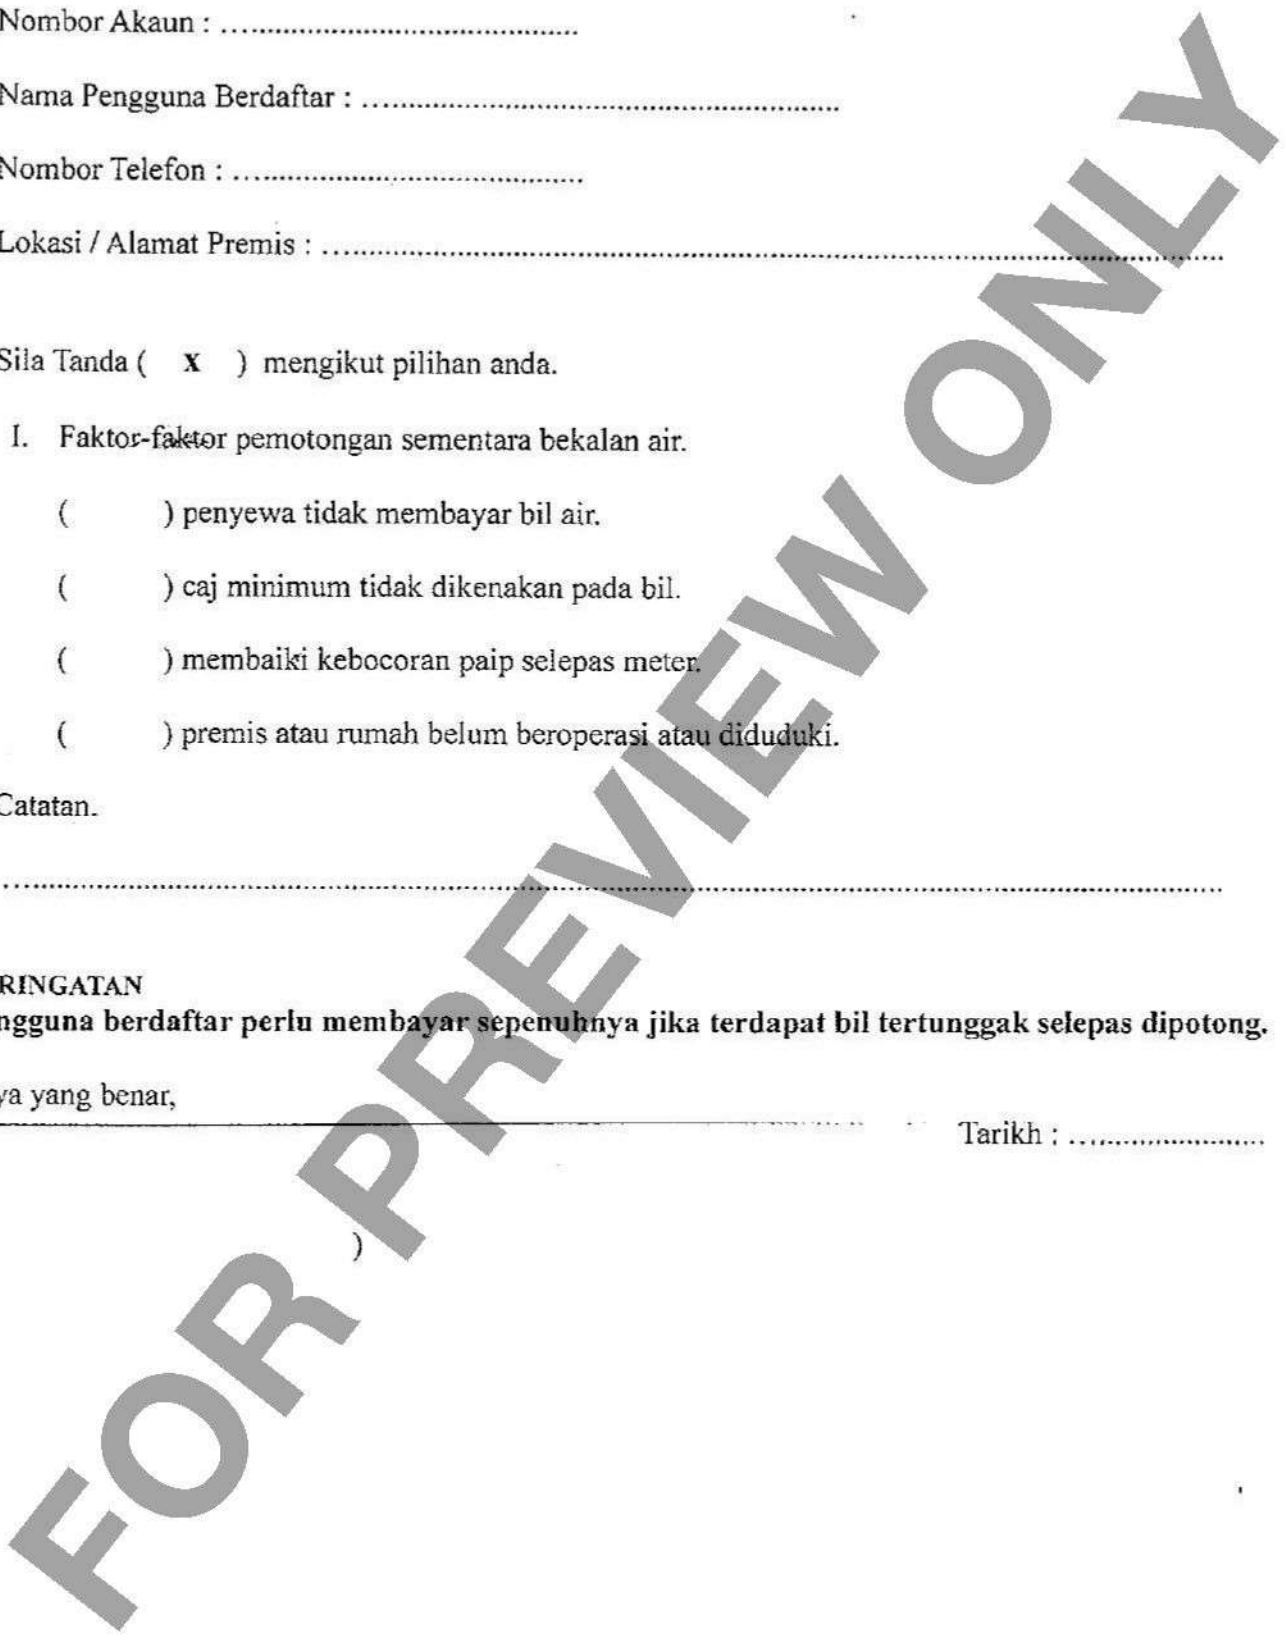 Nombor Akaun : ................................................
Nama Pengguna Berdaftar : ................................................................
Nombor Telefon : ...............................................
Lokasi / Alamat Premis : ........................................................................................................................
Sila Tanda ( x ) mengikut pilihan anda.
I. Faktor-faktor pemotongan sementara bekalan air.
( ) penyewa tidak membayar bil air.
( ) caj minimum tidak dikenakan pada bil.
( ) membaiki kebocoran paip selepas meter.
( ) premis atau rumah belum beroperasi atau diduduki.
Catatan.
................................................................................................................................................................
RINGATAN
ngguna berdaftar perlu membayar sepenuhnya jika terdapat bil tertunggak selepas dipotong.
ya yang benar,
Tarikh : ..........................
)
FOR PREVIEW ONLY